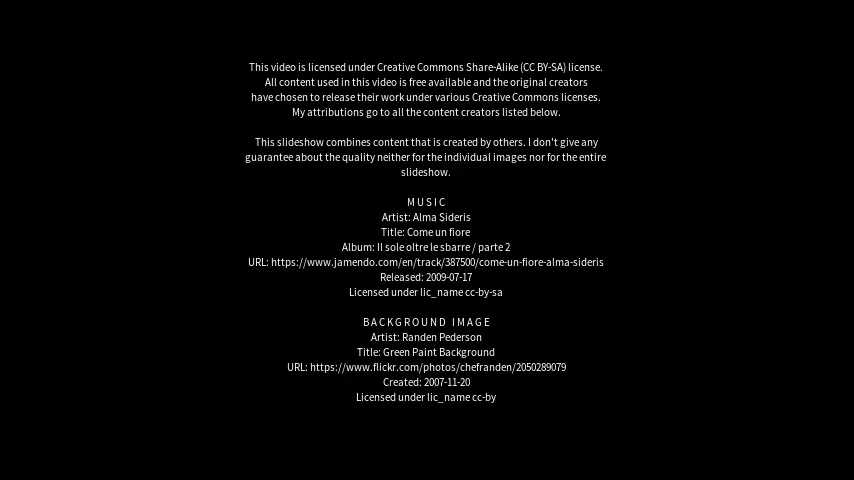 This video is licensed under Creative Commons Share-Alike (CC BY-SA) license.
All content used in this video is free available and the original creators
have chosen to release their work under various Creative Commons licenses.
My attributions go to all the content creators listed below.
This slideshow combines content that is created by others. I don't give any
guarantee about the quality neither for the individual images nor for the entire
slideshow.
MUSIC
Artist: Alma Sideris
Title: Come un fiore
Album: Il sole oltre le sbarre / parte 2
URL: https://www.jamendo.com/en/track/387500/come-un-fiore-alma-sideris
Released: 2009-07-17
Licensed under lic_name cc-by-sa
BACKGROUND IMAGE
Artist: Randen Pederson
Title: Green Paint Background
URL: https://www.flickr.com/photos/chefranden/2050289079
Created: 2007-11-20
Licensed under lic_name cc-by